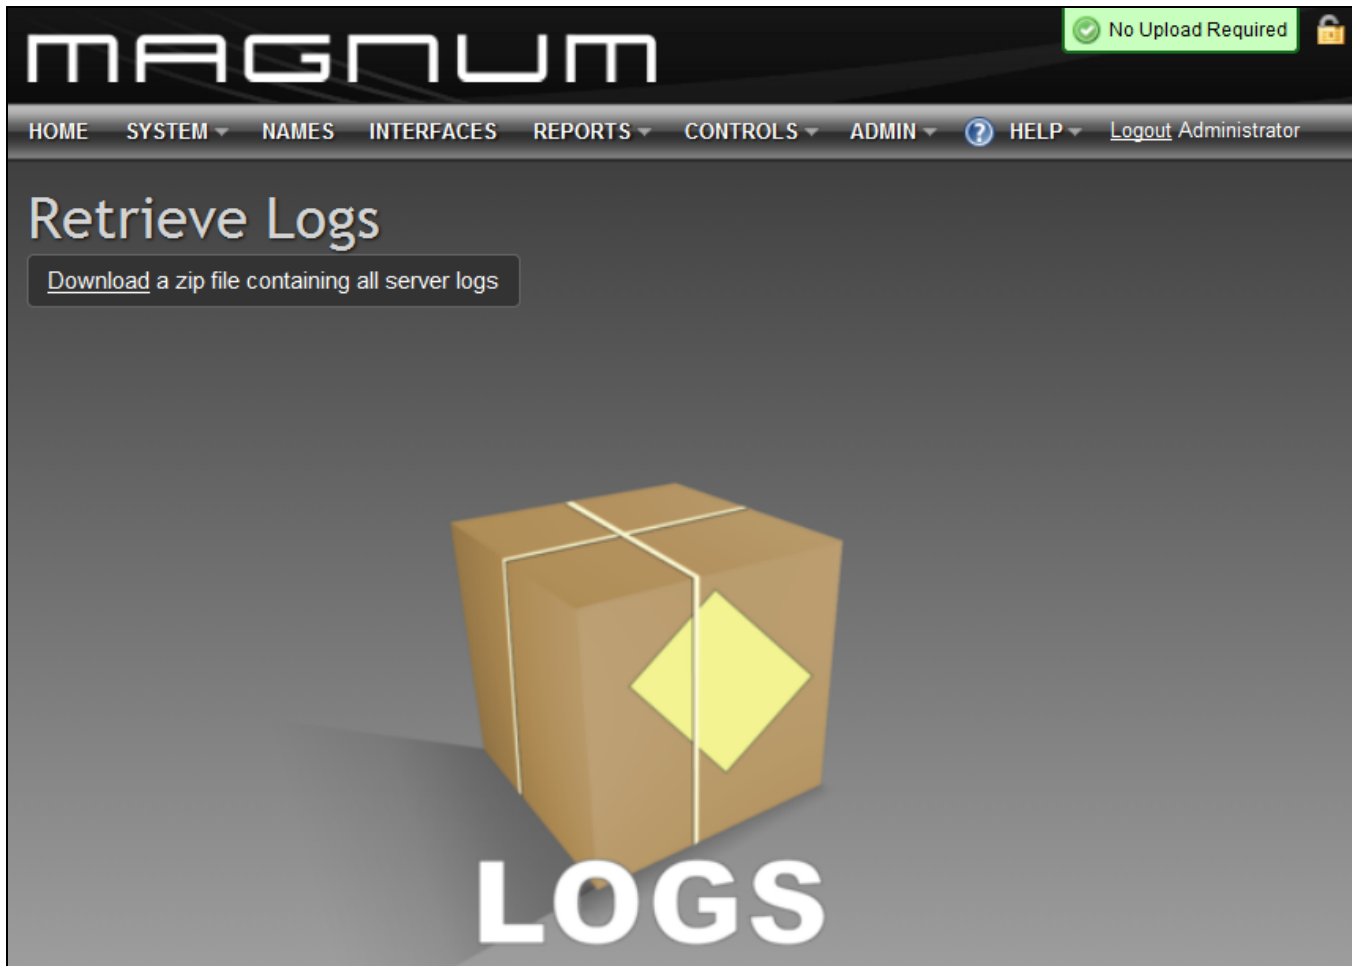 MAGNUM
No Upload Required
HOME SYSTEM NAMES INTERFACES REPORTS CONTROLS ADMIN ? HELP Logout Administrator
Retrieve Logs
Download a zip file containing all server logs
LOGS